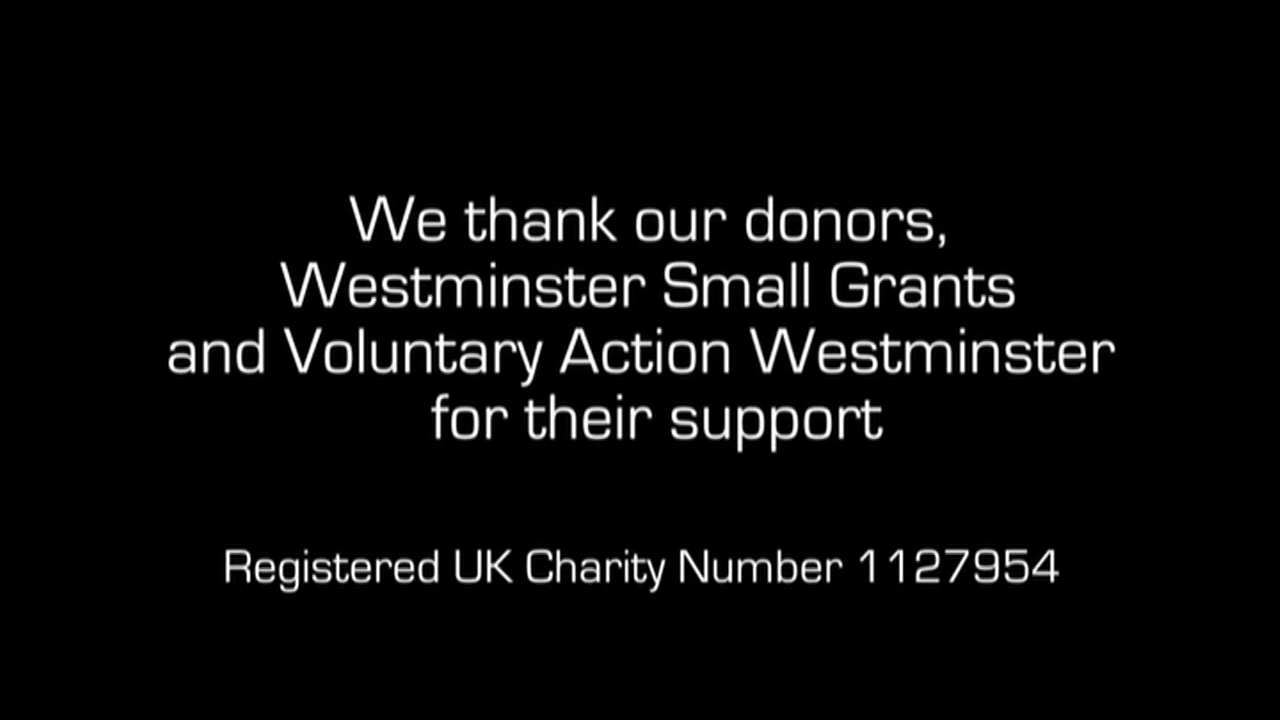 We thank our donors,
Westminster Small Grants
and Voluntary Action Westminster
for their support
Registered UK Charity Number 1127954